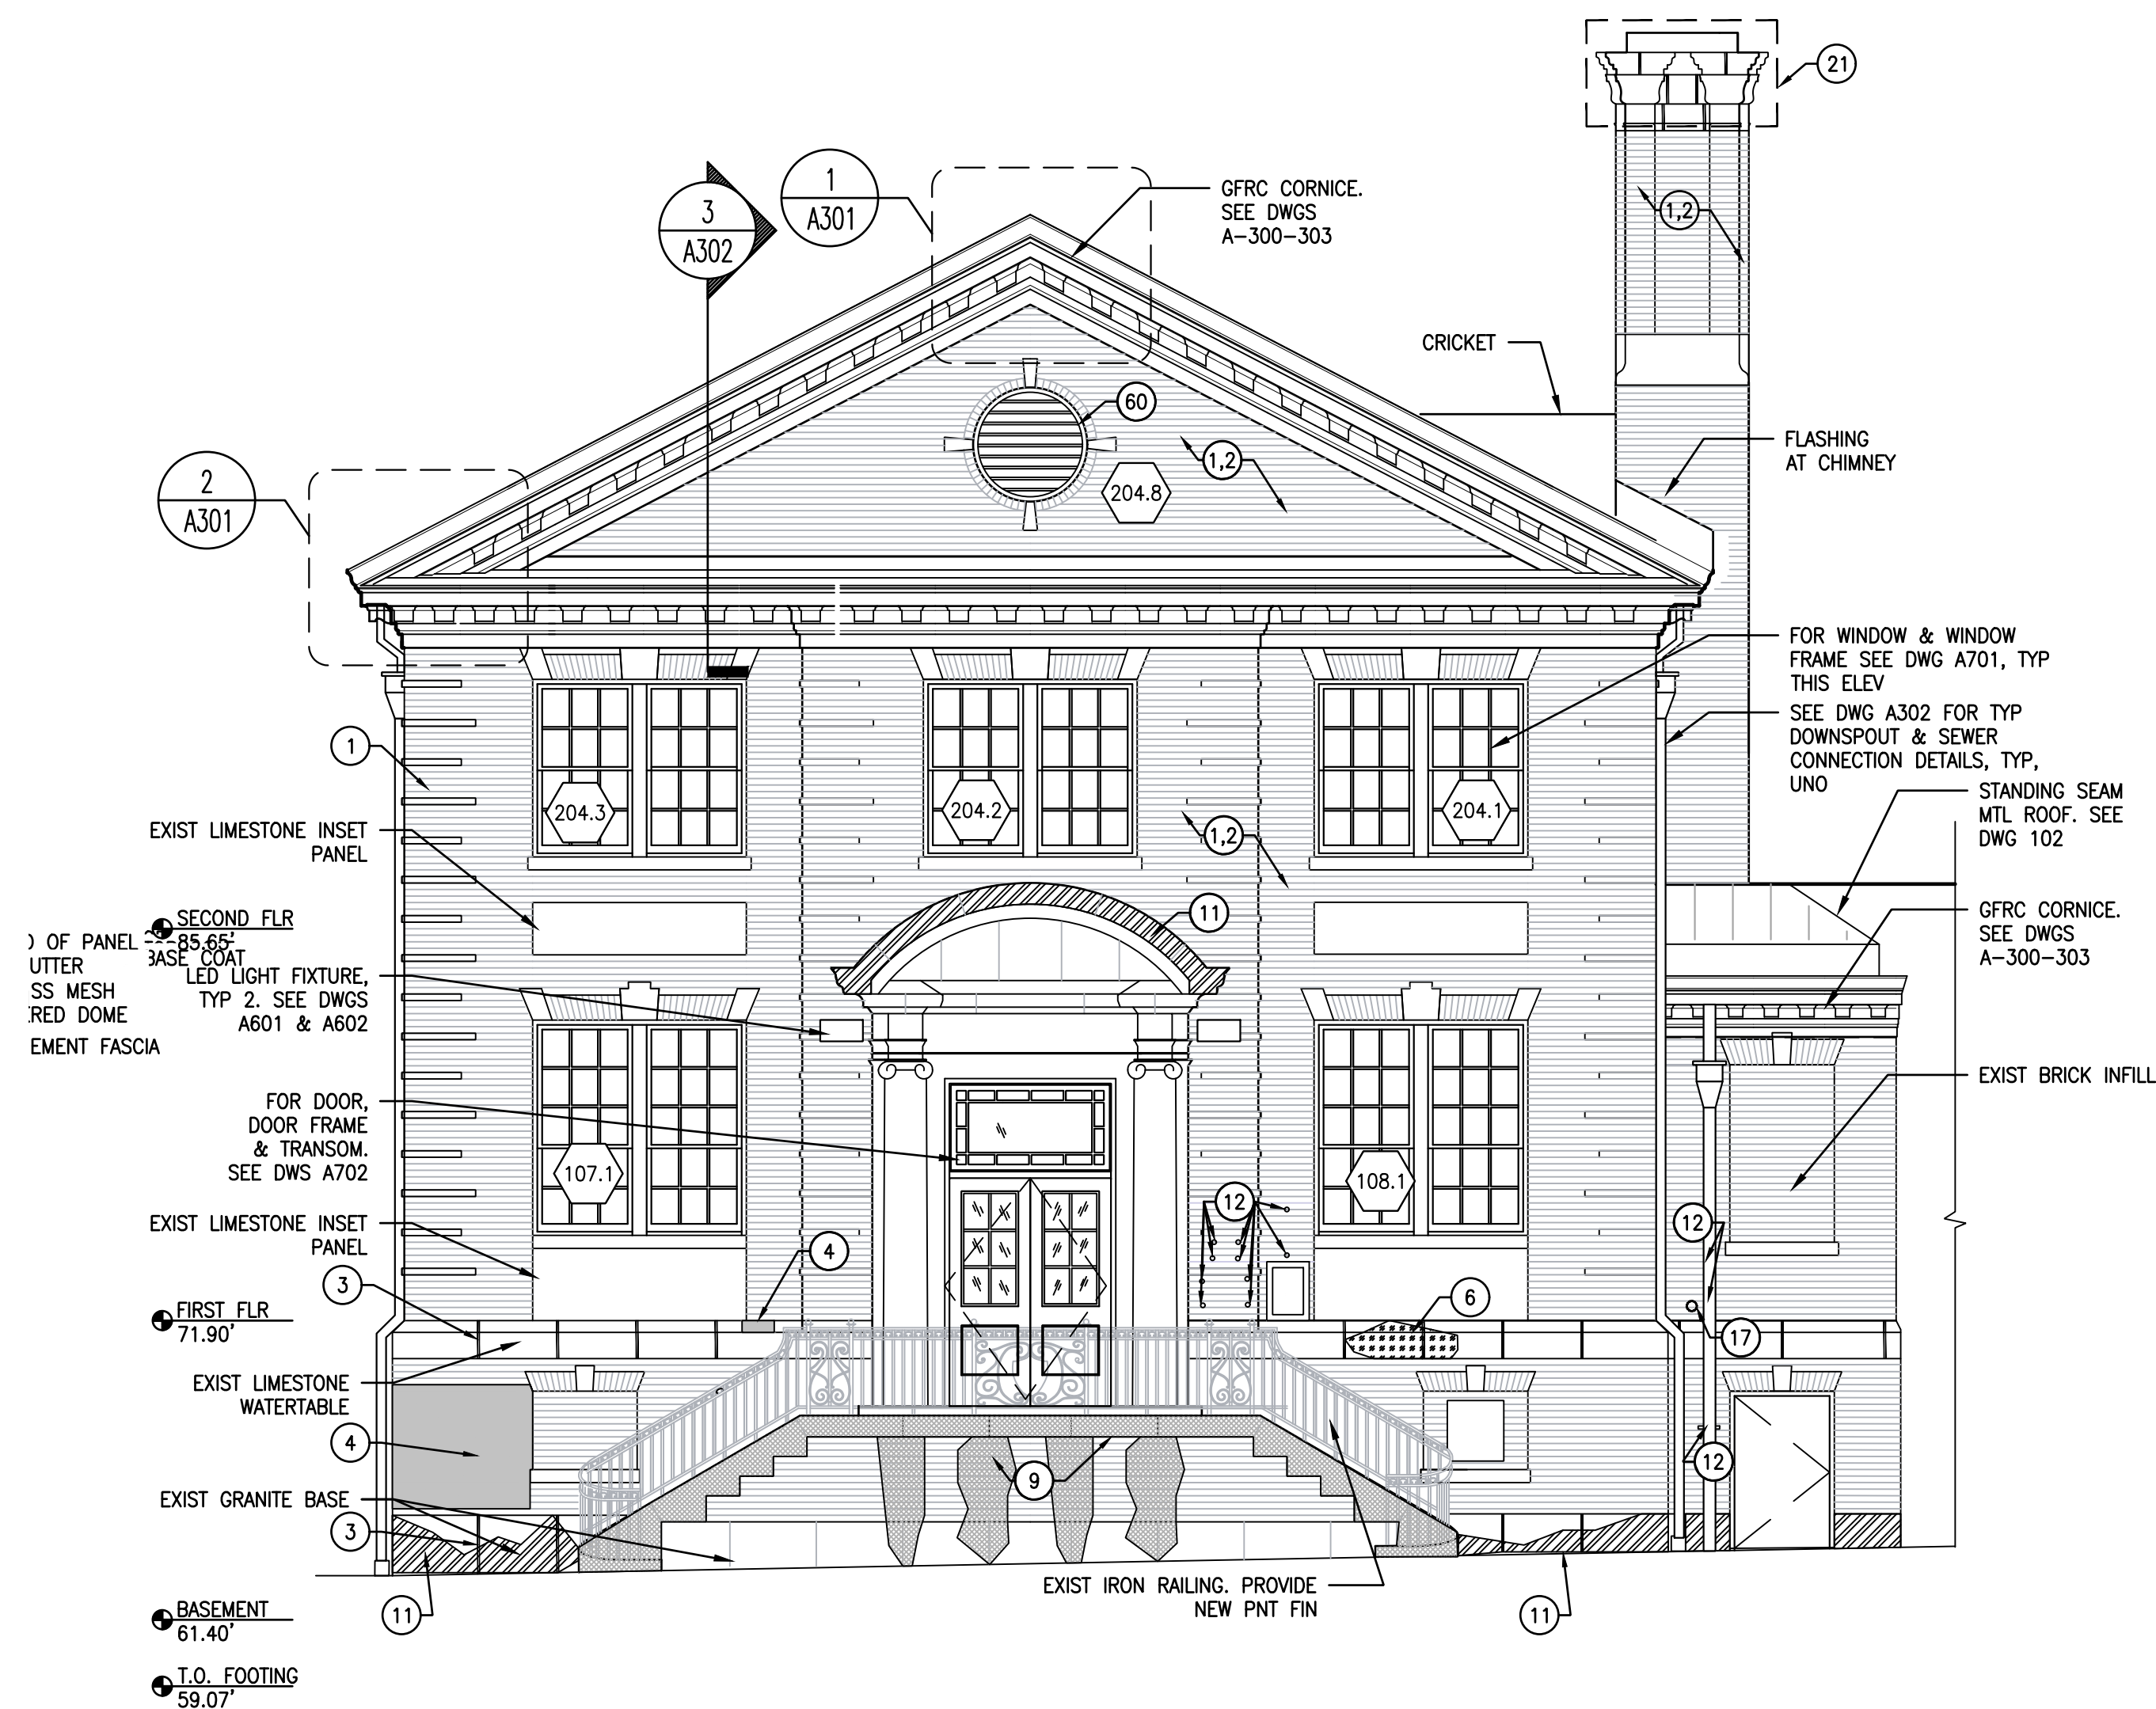 21
1
A301
3
A302
GFRC CORNICE.
SEE DWGS
A-300-303
1,2
CRICKET
60
1,2
204.8
FLASHING
AT CHIMNEY
2
A301
FOR WINDOW & WINDOW
FRAME SEE DWG A701, TYP
THIS ELEV
SEE DWG A302 FOR TYP
DOWNSPOUT & SEWER
CONNECTION DETAILS, TYP,
UNO
1
204.3
204.2
204.1
STANDING SEAM
MTL ROOF. SEE
DWG 102
EXIST LIMESTONE INSET
PANEL
1,2
11
SECOND FLR
85.65'
) OF PANEL
UTTER
BASE COAT
SS MESH
RED DOME
EMENT FASCIA
LED LIGHT FIXTURE,
TYP 2. SEE DWGS
A601 & A602
GFRC CORNICE.
SEE DWGS
A-300-303
EXIST BRICK INFILL
FOR DOOR,
DOOR FRAME
& TRANSOM.
SEE DWS A702
107.1
108.1
12
12
EXIST LIMESTONE INSET
PANEL
4
3
6
FIRST FLR
71.90'
17
EXIST LIMESTONE
WATERTABLE
4
9
12
EXIST GRANITE BASE
3
EXIST IRON RAILING. PROVIDE
NEW PNT FIN
11
11
BASEMENT
61.40'
T.O. FOOTING
59.07'